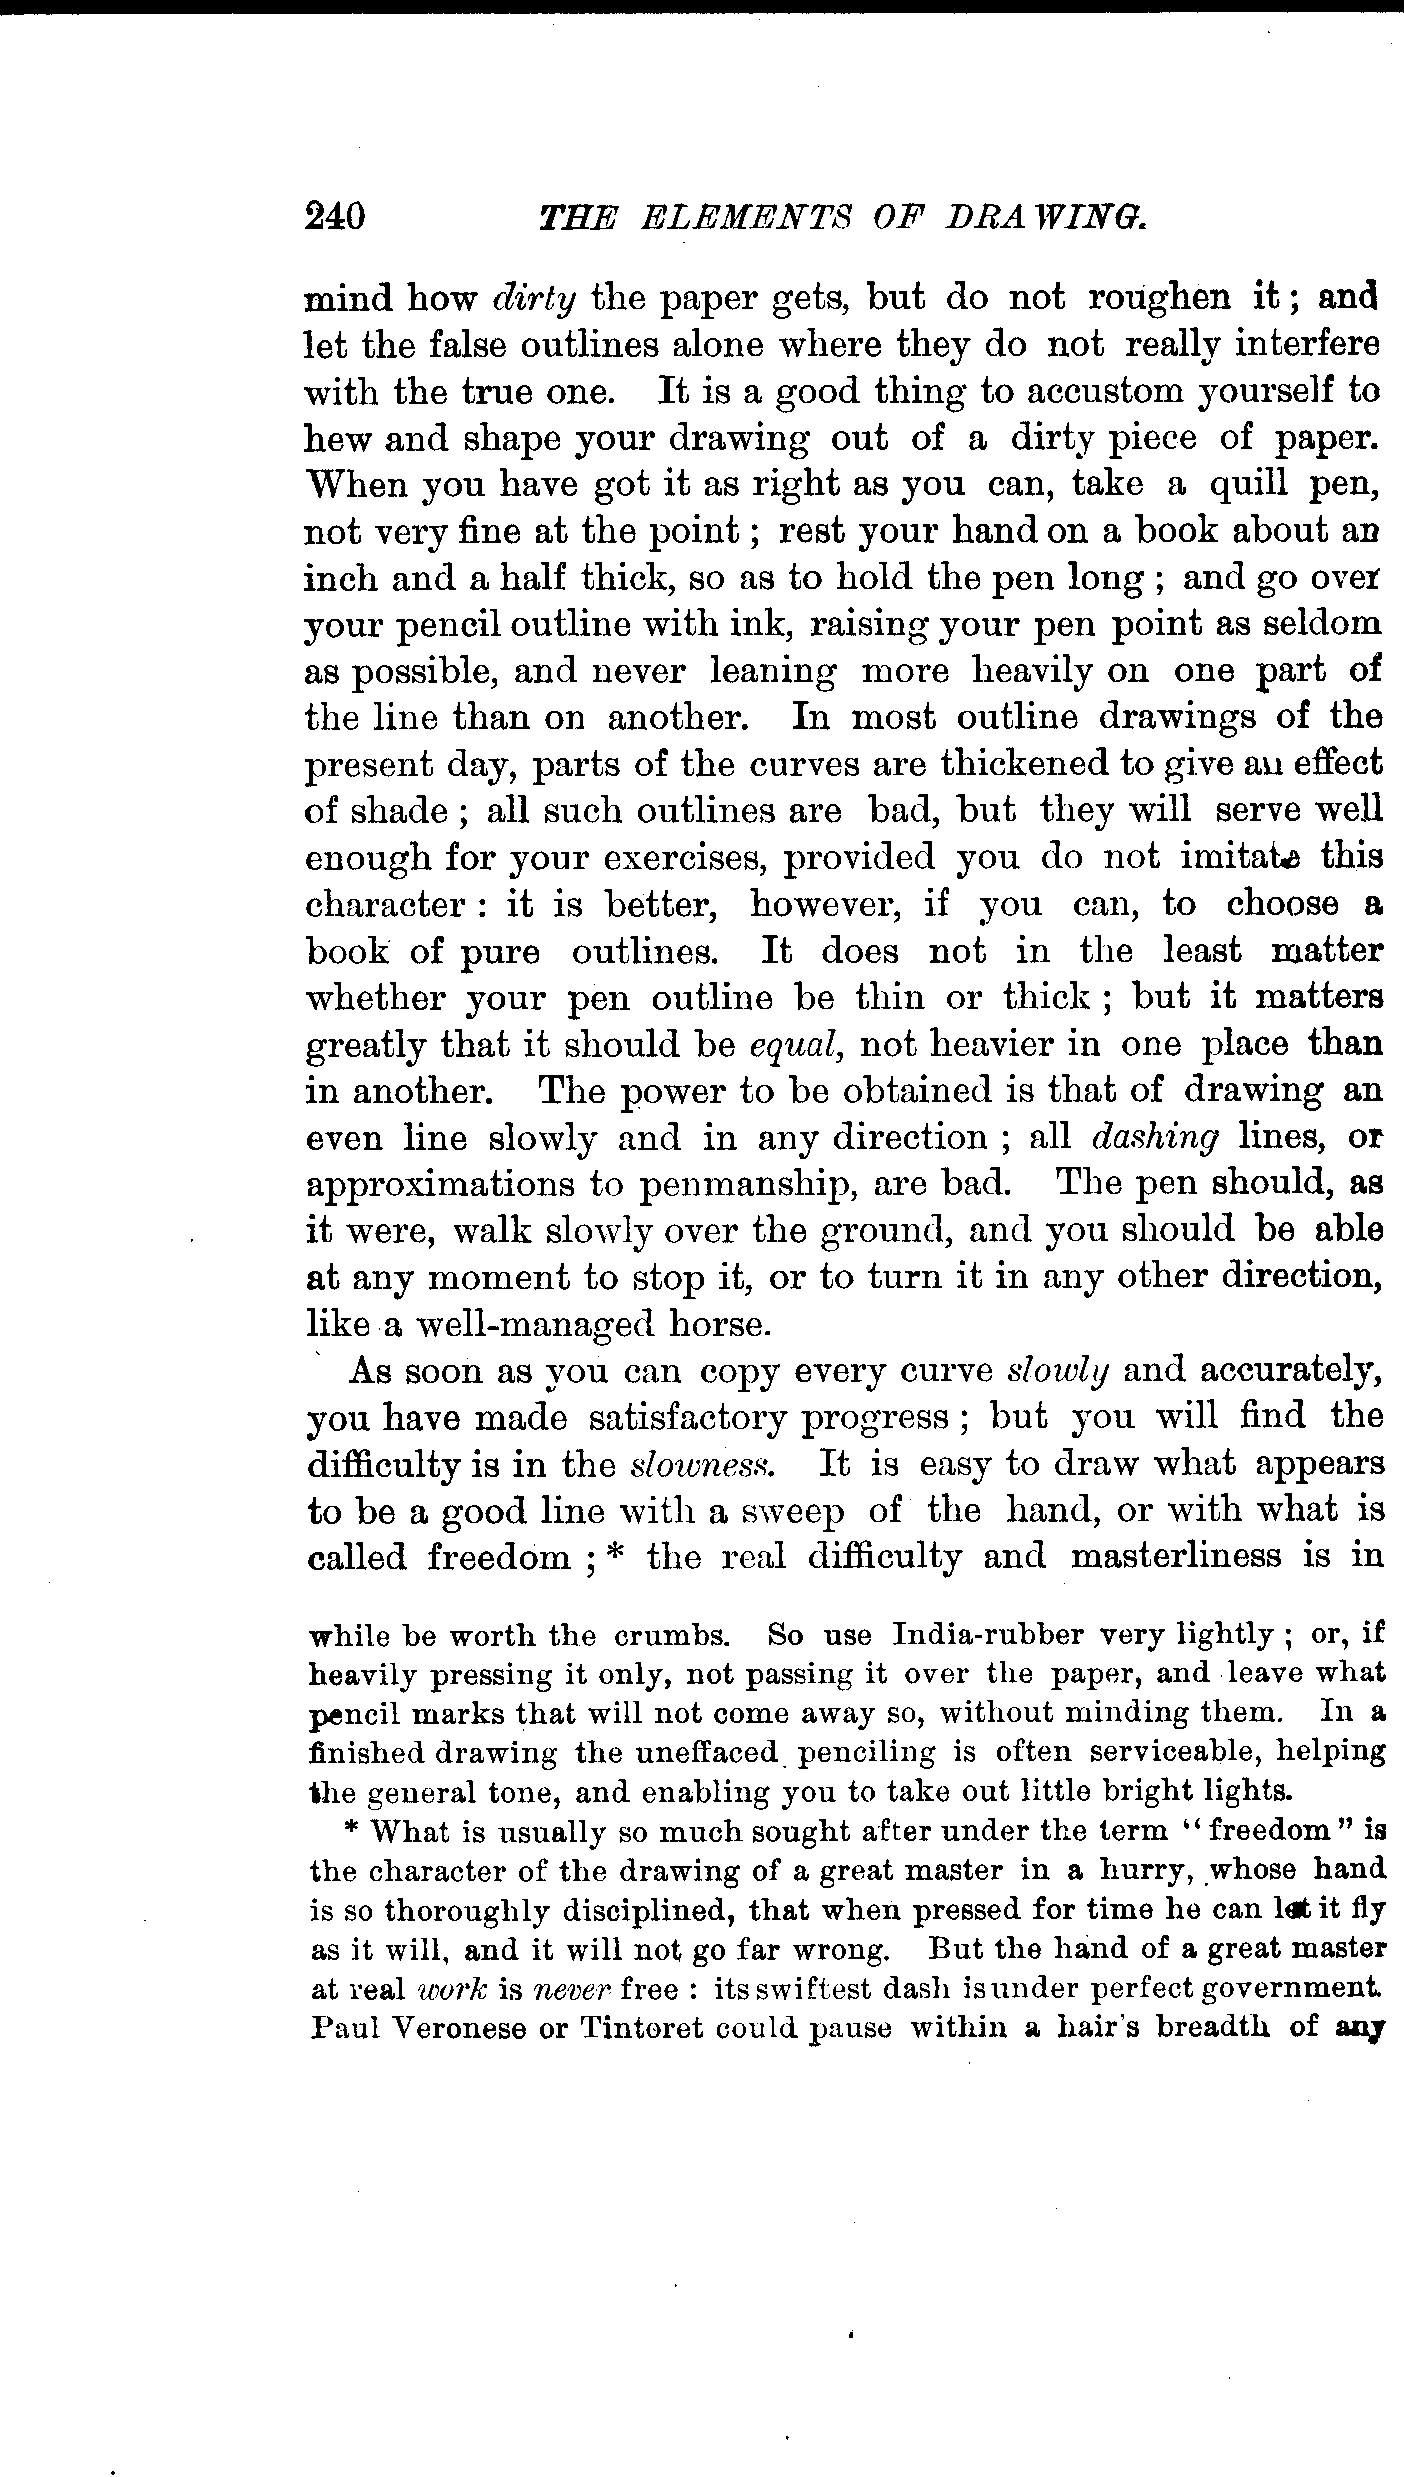 240 THE ELEMENTS OF DRAWING.
mind how dirty the paper gets, but do not roughen it; and
let the false outlines alone where they do not really interfere
with the true one. It is a good thing to accustom yourself to
hew and shape your drawing out of a dirty piece of paper.
When you have got it as right as you can, take a quill pen,
not very fine at the point; rest your hand on a book about an
inch and a half thick, so as to hold the pen long; and go over
your pencil outline with ink, raising your pen point as seldom
as possible, and never leaning more heavily on one part of
the line than on another. In most outline drawings of the
present day, parts of the curves are thickened to give an effect
of shade; all such outlines are bad, but they will serve well
enough for your exercises, provided you do not imitate this
character: it is better, however, if you can, to choose a
book of pure outlines. It does not in the least matter
whether your pen outline be thin or thick; but it matters
greatly that it should be equal, not heavier in one place than
in another. The power to be obtained is that of drawing an
even line slowly and in any direction; all dashing lines, or
approximations to penmanship, are bad. The pen should, as
it were, walk slowly over the ground, and you should be able
at any moment to stop it, or to turn it in any other direction,
like a well-managed horse.
As soon as you can copy every curve slowly and accurately,
you have made satisfactory progress; but you will find the
difficulty is in the slowness. It is easy to draw what appears
to be a good line with a sweep of the hand, or with what is
called freedom;* the real difficulty and masterliness is in
while be worth the crumbs. So use India-rubber very lightly; or, if
heavily pressing it only, not passing it over the paper, and leave what
pencil marks that will not come away so, without minding them. In a
finished drawing the uneffaced penciling is often serviceable, helping
the general tone, and enabling you to take out little bright lights.
* What is usually so much sought after under the term "freedom" is
the character of the drawing of a great master in a hurry, whose hand
is so thoroughly disciplined, that when pressed for time he can let it fly
as it will, and it will not go far wrong. But the hand of a great master
at real work is never free: its swiftest dash is under perfect government.
Paul Veronese or Tintoret could pause within a hair's breadth of any